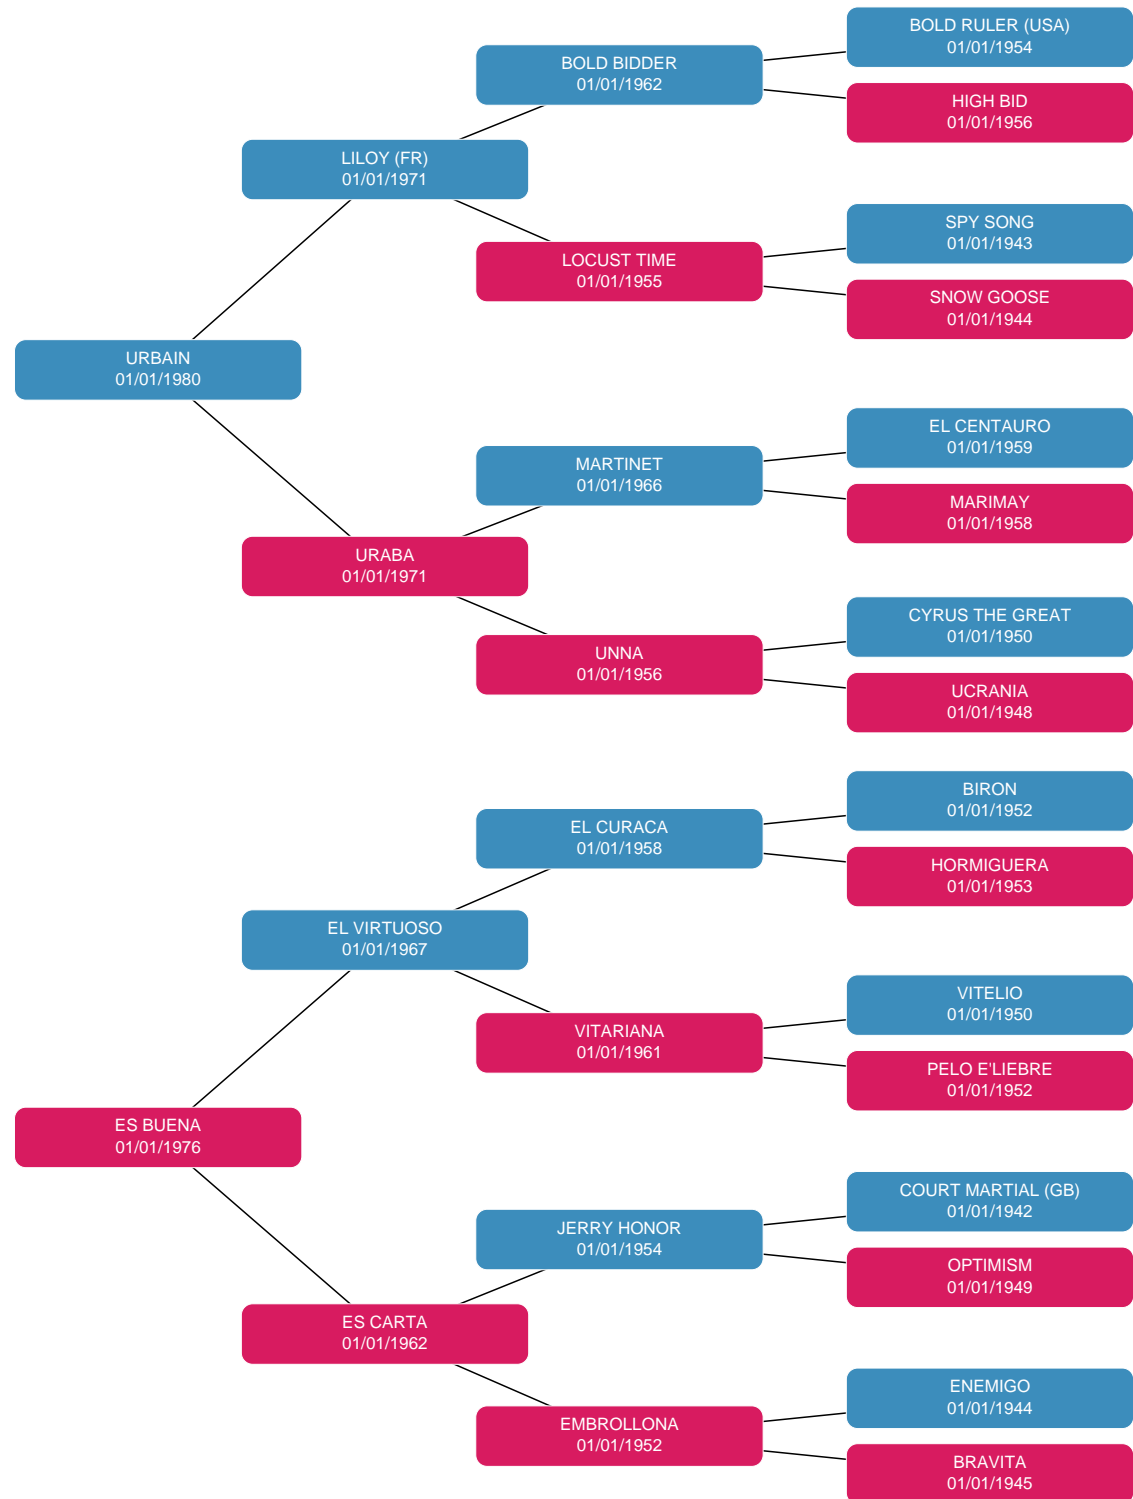 BOLD RULER (USA)
01/01/1954
BOLD BIDDER
01/01/1962
HIGH BID
01/01/1956
LILOY (FR)
01/01/1971
SPY SONG
01/01/1943
LOCUST TIME
01/01/1955
SNOW GOOSE
01/01/1944
URBAIN
01/01/1980
EL CENTAURO
01/01/1959
MARTINET
01/01/1966
MARIMAY
01/01/1958
URABA
01/01/1971
CYRUS THE GREAT
01/01/1950
UNNA
01/01/1956
UCRANIA
01/01/1948
BIRON
01/01/1952
EL CURACA
01/01/1958
HORMIGUERA
01/01/1953
EL VIRTUOSO
01/01/1967
VITELIO
01/01/1950
VITARIANA
01/01/1961
PELO E'LIEBRE
01/01/1952
ES BUENA
01/01/1976
COURT MARTIAL (GB)
01/01/1942
JERRY HONOR
01/01/1954
OPTIMISM
01/01/1949
ES CARTA
01/01/1962
ENEMIGO
01/01/1944
EMBROLLONA
01/01/1952
BRAVITA
01/01/1945